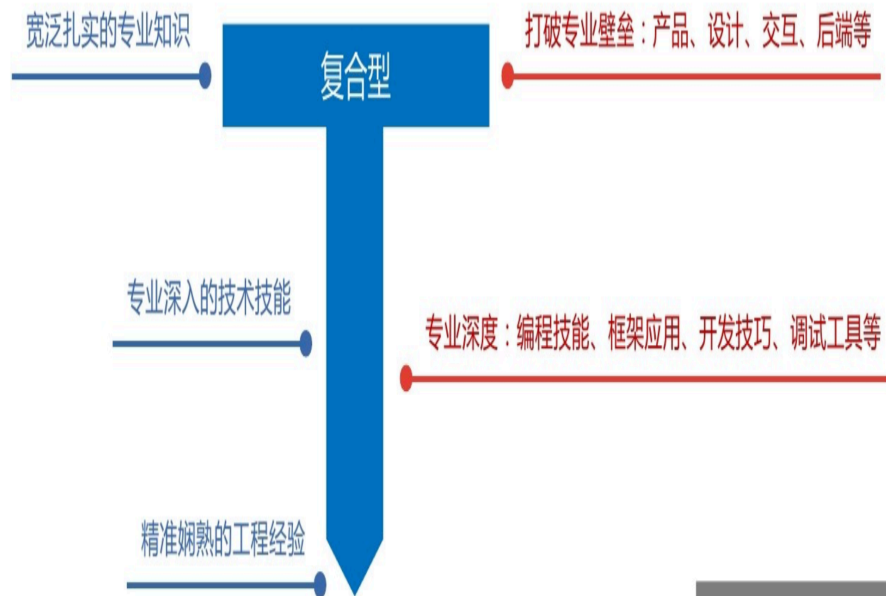 宽泛扎实的专业知识
复合型
打破专业壁垒：产品、设计、交互、后端等
专业深入的技术技能
专业深度：编程技能、框架应用、开发技巧、调试工具等
精准娴熟的工程经验